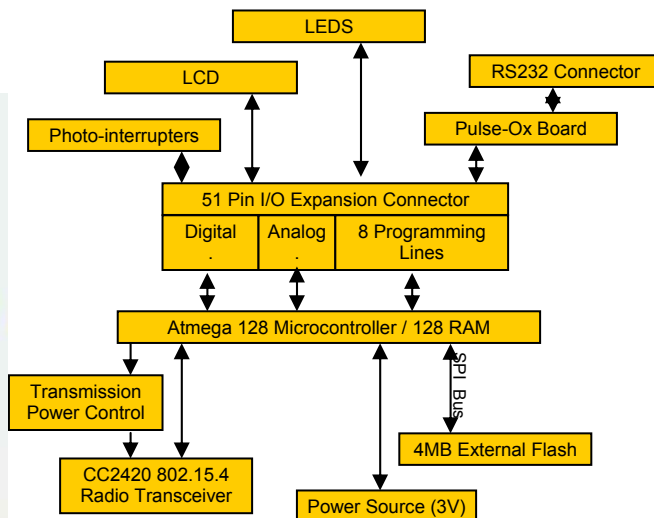 LEDS
LCD
RS232 Connector
Photo-interrupters
Pulse-Ox Board
51 Pin I/O Expansion Connector
Digital
.
Analog
.
8 Programming
Lines
Atmega 128 Microcontroller / 128 RAM
SPI Bus
Transmission
Power Control
4MB External Flash
CC2420 802.15.4
Radio Transceiver
Power Source (3V)